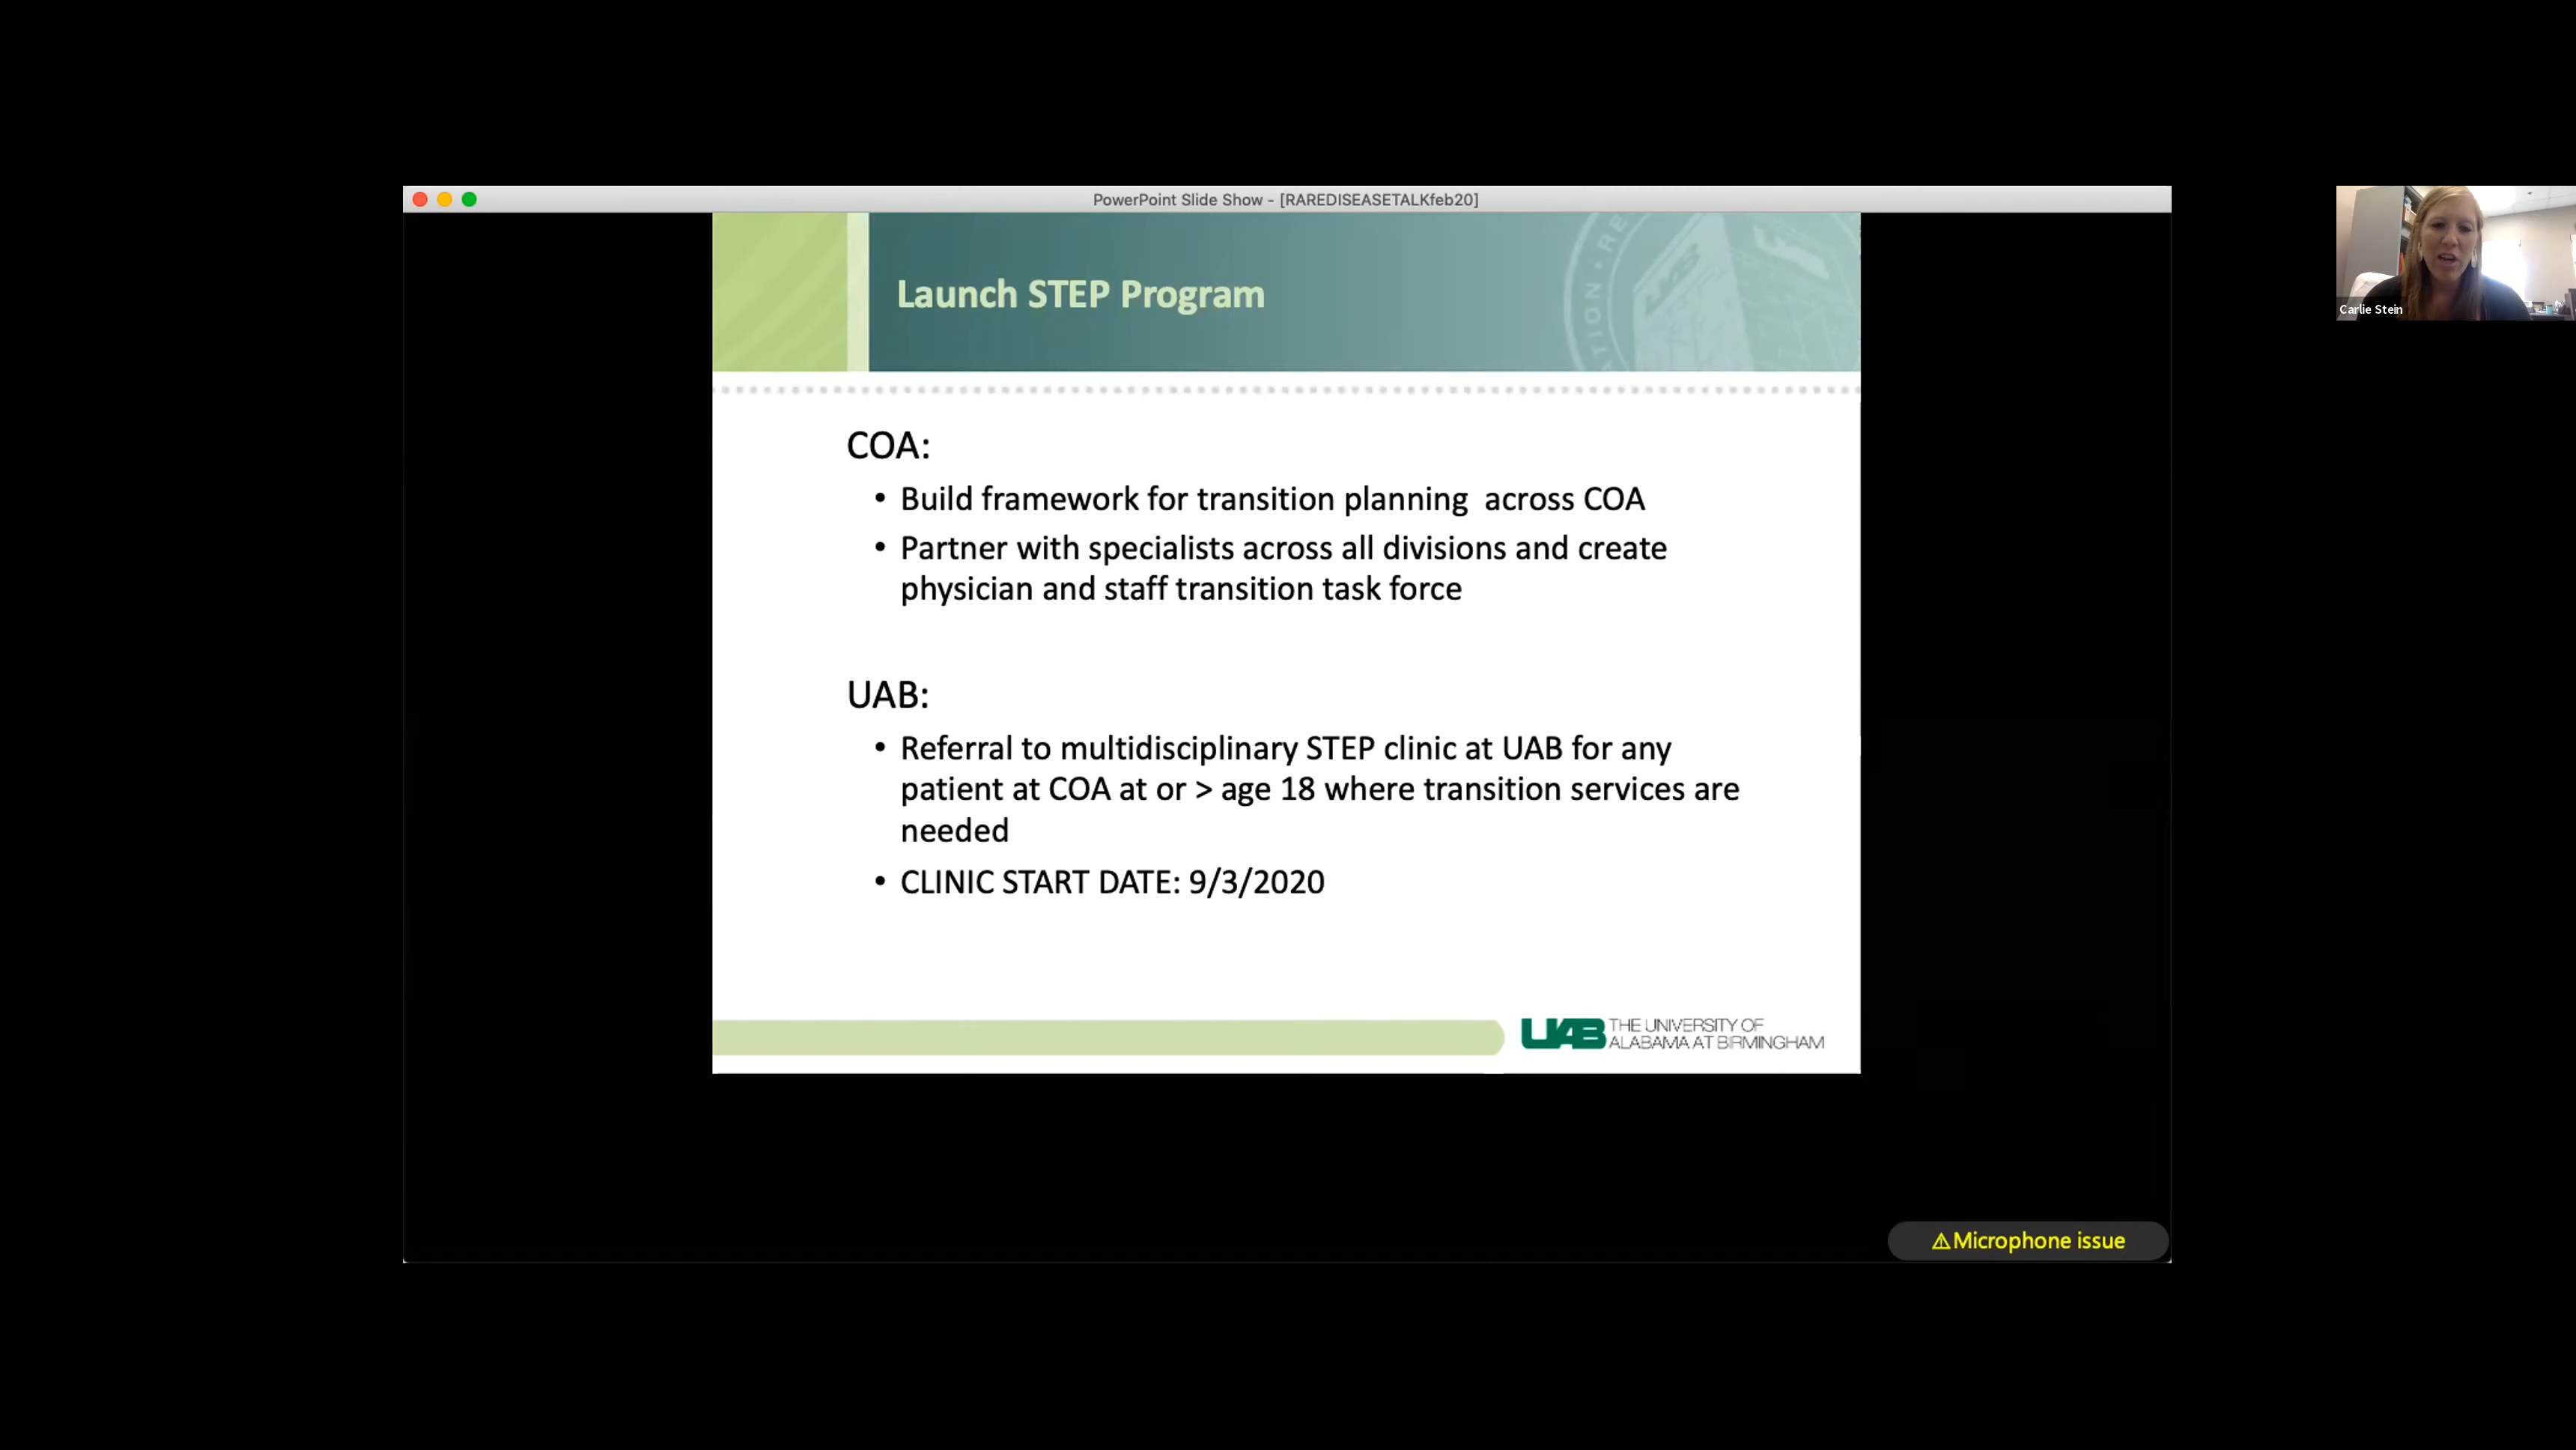 PowerPoint Slide Show - [RAREDISEASETALKfeb20]
Launch STEP Program
COA:
• Build framework for transition planning  across COA
• Partner with specialists across all divisions and create
physician and staff transition task force
UAB:
• Referral to multidisciplinary STEP clinic at UAB for any
patient at COA at or > age 18 where transition services are
needed
• CLINIC START DATE: 9/3/2020
UAB THE UNIVERSITY OF
ALABAMA AT BIRMINGHAM
Carlie Stein
⚠Microphone issue